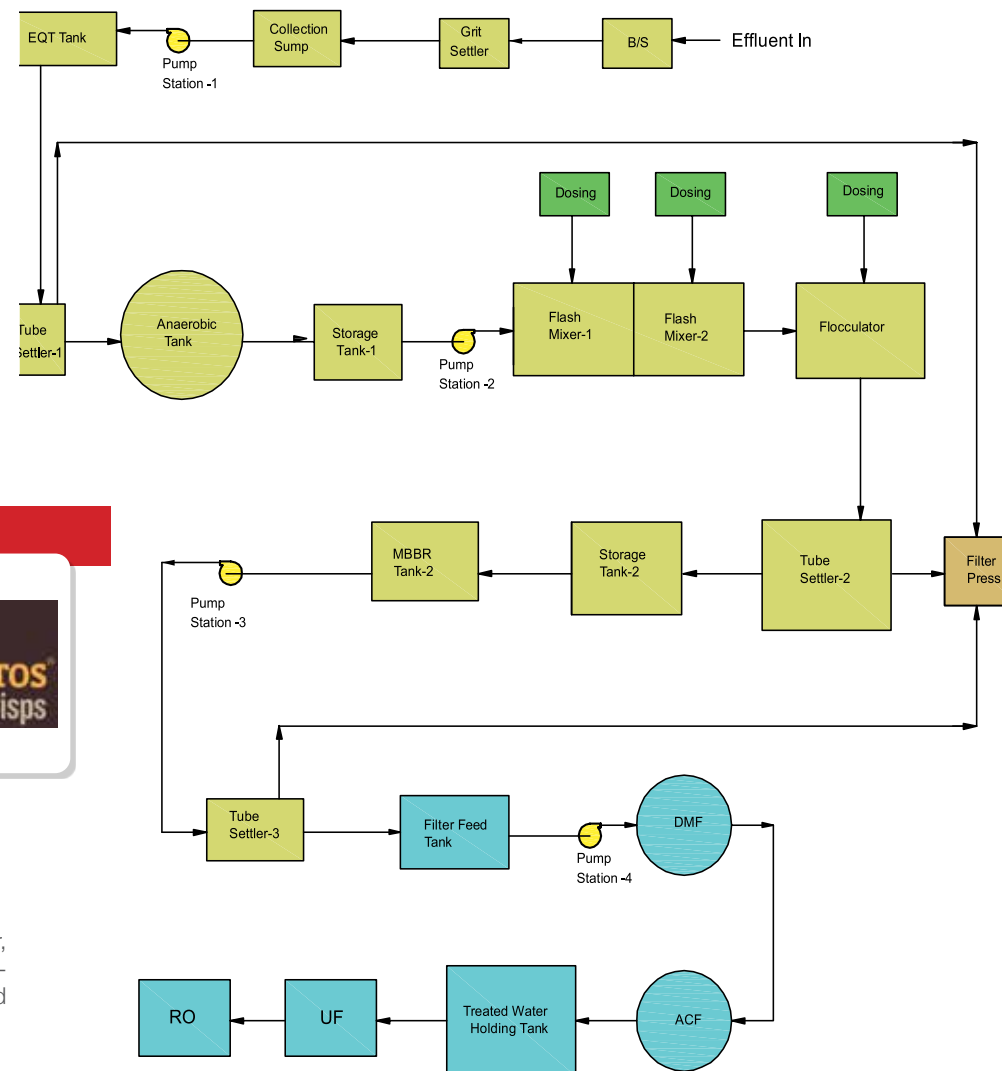 EQT Tank
Pump
Station -1
Collection
Sump
Grit
Settler
B/S
Effluent In
Dosing
Dosing
Dosing
Tube
Settler-1
Anaerobic
Tank
Storage
Tank-1
Pump
Station -2
Flash
Mixer-1
Flash
Mixer-2
Flocculator
MBBR
Tank-2
Storage
Tank-2
Tube
Settler-2
Filter
Press
Pump
Station -3
TOS®
isps
Tube
Settler-3
Filter Feed
Tank
Pump
Station -4
DMF
RO
UF
Treated Water
Holding Tank
ACF